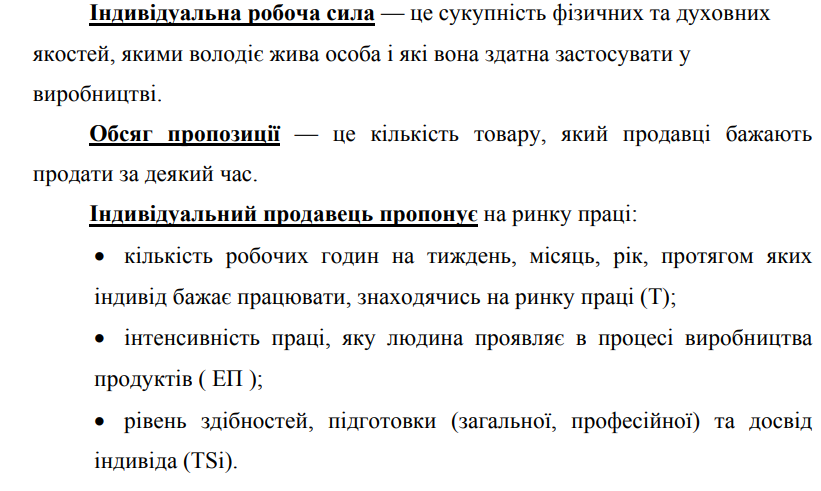 Індивідуальна робоча сила — це сукупність фізичних та духовних
якостей, якими володіє жива особа і які вона здатна застосувати у
виробництві.
Обсяг пропозиції — це кількість товару, який продавці бажають
продати за деякий час.
Індивідуальний продавець пропонує на ринку праці:
• кількість робочих годин на тиждень, місяць, рік, протягом яких
індивід бажає працювати, знаходячись на ринку праці (Т);
• інтенсивність праці, яку людина проявляє в процесі виробництва
продуктів ( ЕП );
• рівень здібностей, підготовки (загальної, професійної) та досвід
індивіда (TSi).